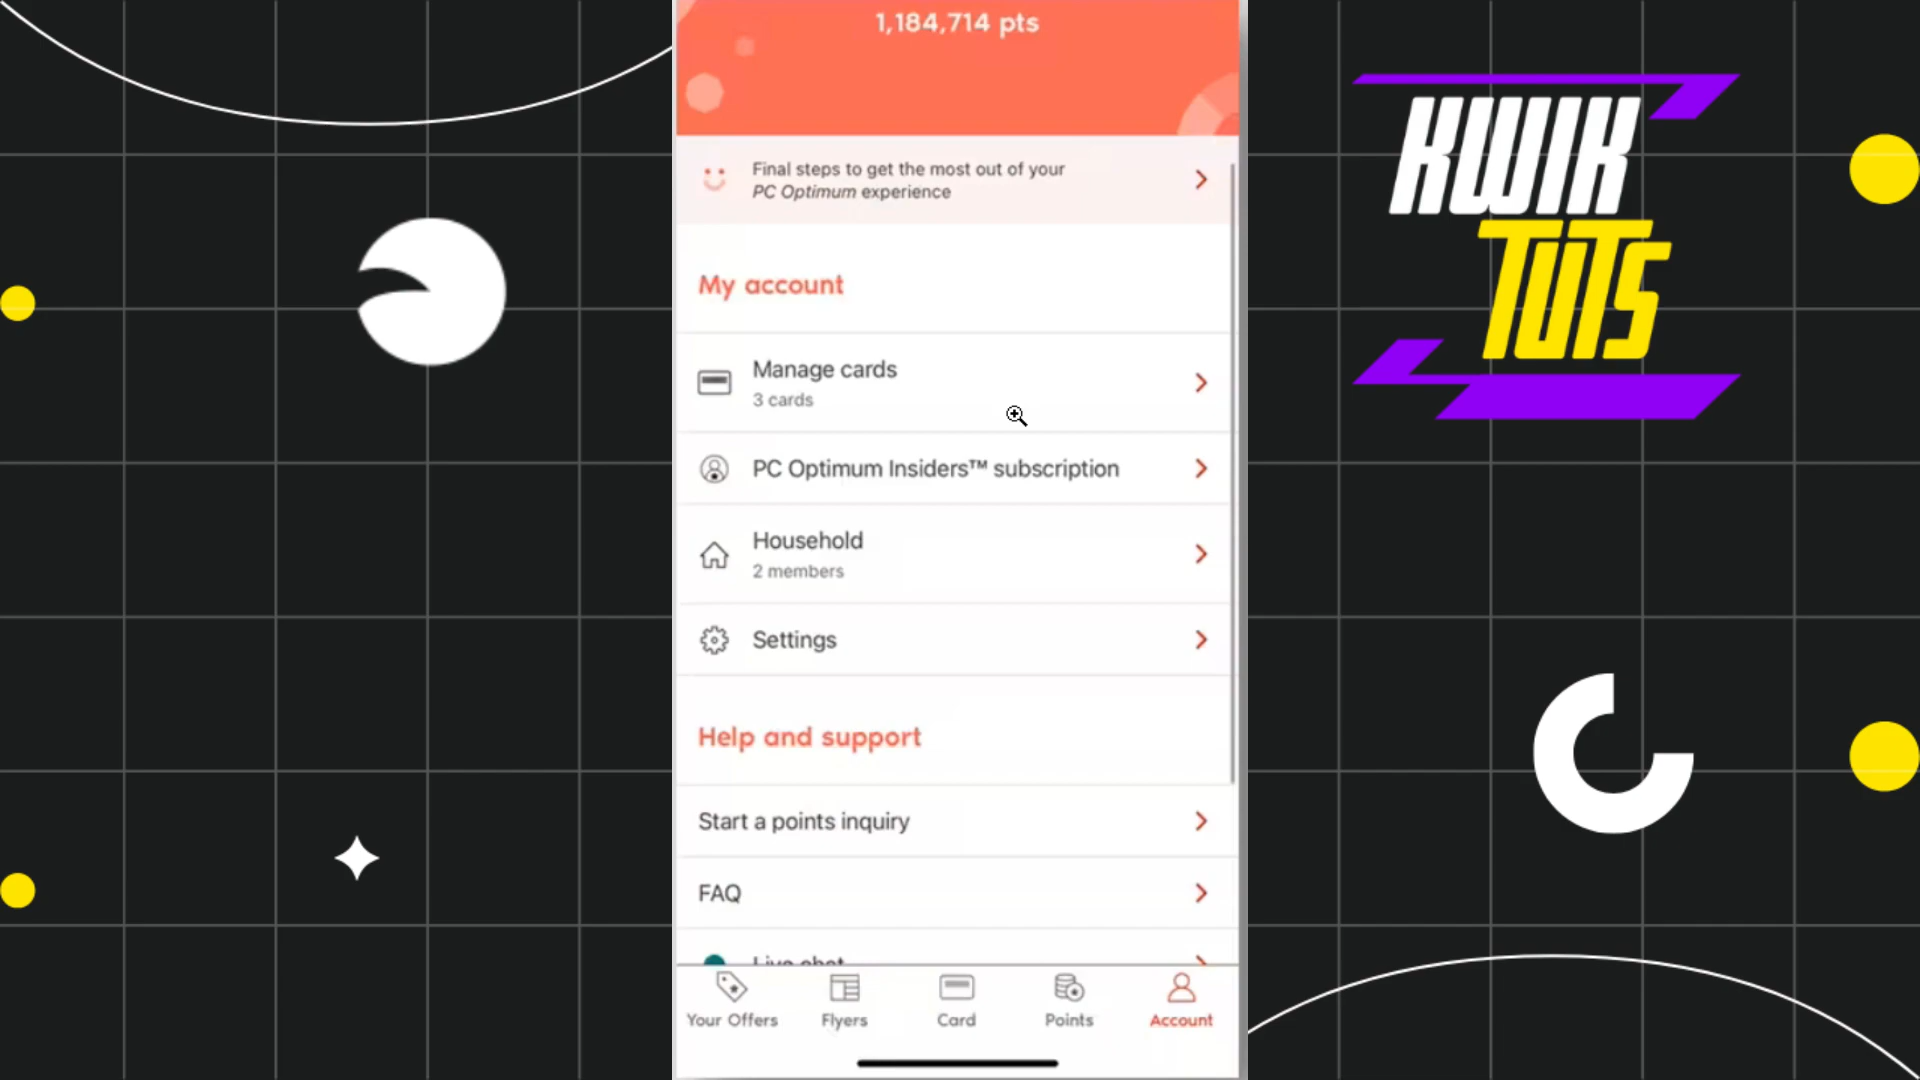 1,184,714 pts
Final steps to get the most out of your
PC Optimum experience
My account
Manage cards
3 cards
PC Optimum Insiders™ subscription
Household
2 members
Settings
Help and support
Start a points inquiry
FAQ
Live chat
Your Offers
Flyers
Card
Points
Account
KWIK
TUTS